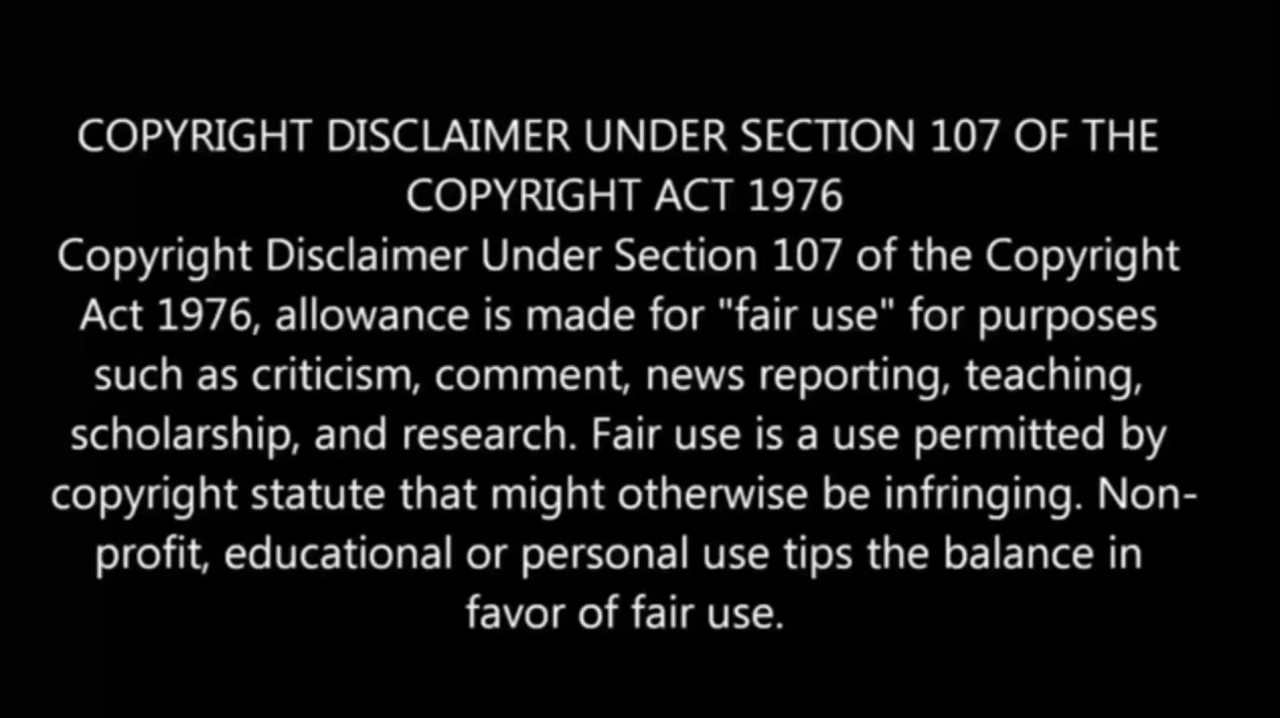 COPYRIGHT DISCLAIMER UNDER SECTION 107 OF THE
COPYRIGHT ACT 1976
Copyright Disclaimer Under Section 107 of the Copyright
Act 1976, allowance is made for "fair use" for purposes
such as criticism, comment, news reporting, teaching,
scholarship, and research. Fair use is a use permitted by
copyright statute that might otherwise be infringing. Non-
profit, educational or personal use tips the balance in
favor of fair use.